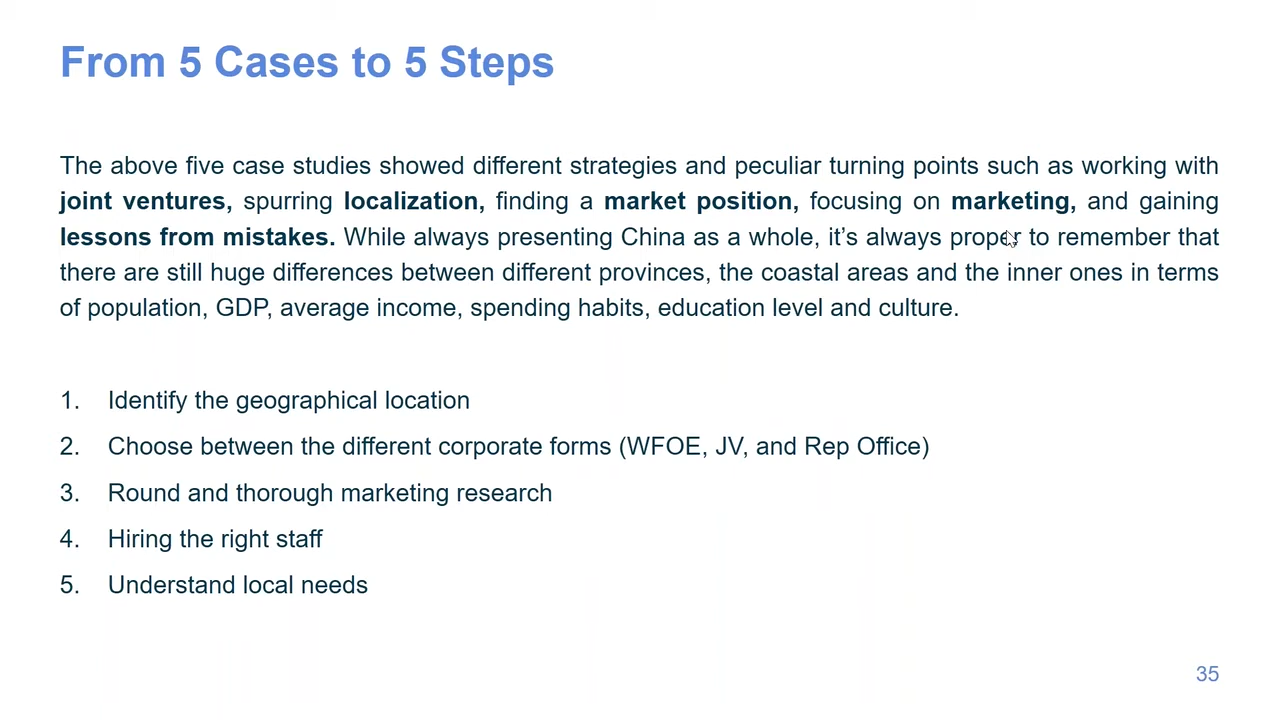 From 5 Cases to 5 Steps
The above five case studies showed different strategies and peculiar turning points such as working with
joint ventures, spurring localization, finding a market position, focusing on marketing, and gaining
lessons from mistakes. While always presenting China as a whole, it’s always proper to remember that
there are still huge differences between different provinces, the coastal areas and the inner ones in terms
of population, GDP, average income, spending habits, education level and culture.
1. Identify the geographical location
2. Choose between the different corporate forms (WFOE, JV, and Rep Office)
3. Round and thorough marketing research
4. Hiring the right staff
5. Understand local needs
35